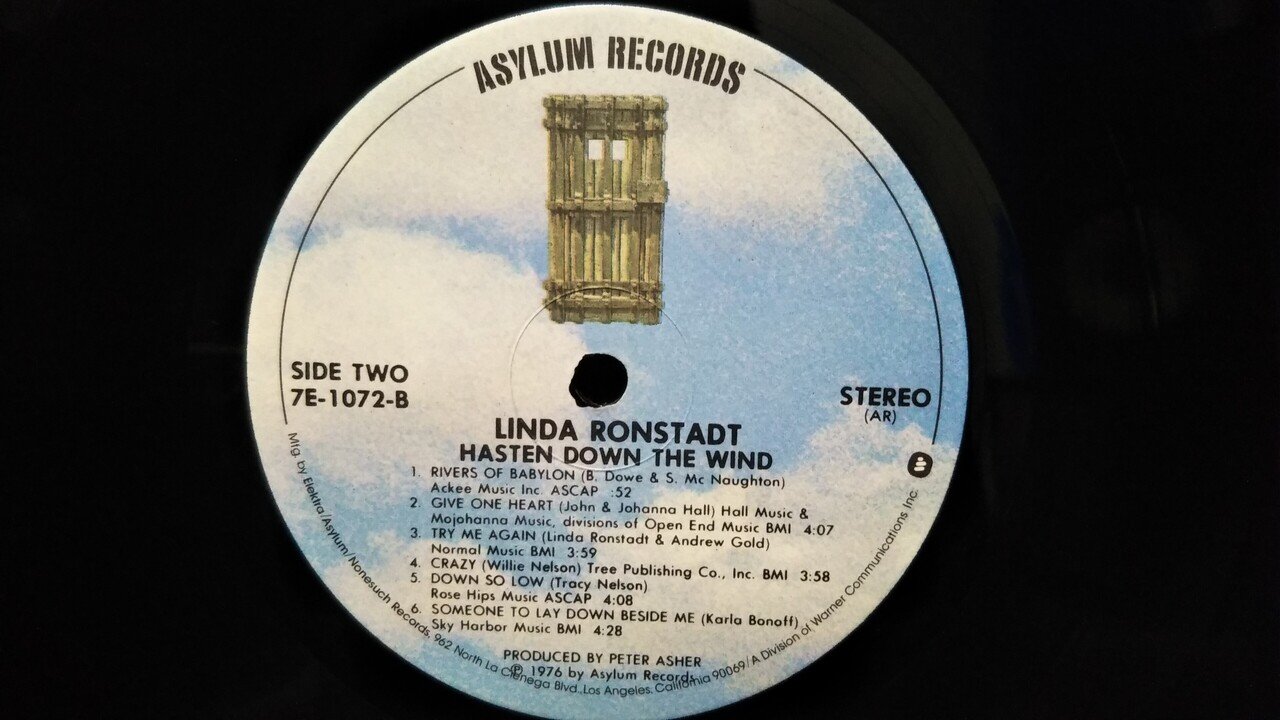 ASYLUM RECORDS
SIDE TWO
7E-1072-B
STEREO
(AR)
LINDA RONSTADT
HASTEN DOWN THE WIND
1. RIVERS OF BABYLON (B. Dowe & S. Mc Naughton)
Ackee Music Inc. ASCAP :52
2. GIVE ONE HEART (John & Johanna Hall) Hall Music &
Mojohanna Music, divisions of Open End Music BMI 4:07
3. TRY ME AGAIN (Linda Ronstadt & Andrew Gold)
Normal Music BMI 3:59
4. CRAZY (Willie Nelson) Tree Publishing Co., Inc. BMI 3:58
5. DOWN SO LOW (Tracy Nelson)
Rose Hips Music ASCAP 4:08
6. SOMEONE TO LAY DOWN BESIDE ME (Karla Bonoff)
Sky Harbor Music BMI 4:28
PRODUCED BY PETER ASHER
℗ 1976 by Asylum Records
Mfg. by Elektra/Asylum/Nonesuch Records, 962 North La Cienega Blvd., Los Angeles, California 90069/A Division of Warner Communications Inc.